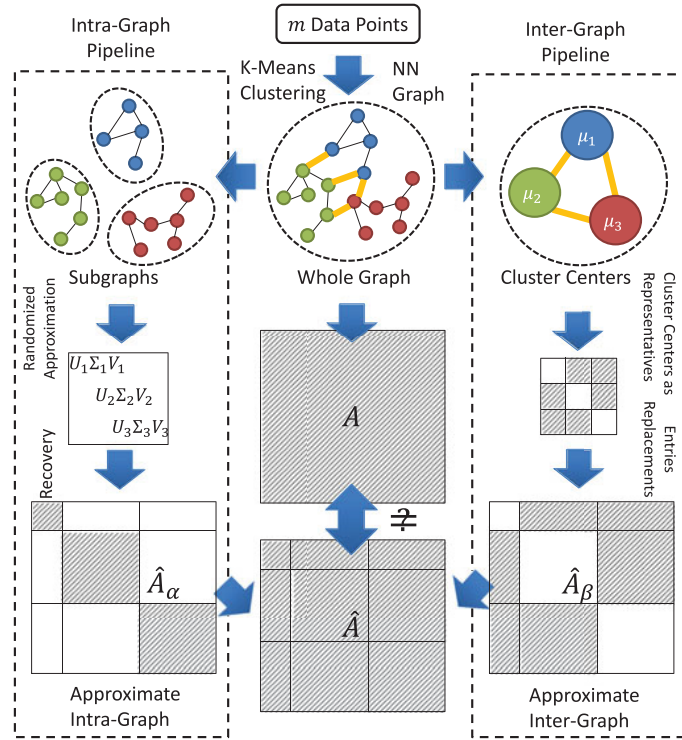 Intra-Graph
Pipeline
m Data Points
Inter-Graph
Pipeline
K-Means
Clustering
NN
Graph
μ1
μ2
μ3
Subgraphs
Whole Graph
Cluster Centers
Randomized
Approximation
U1Σ1V1
U2Σ2V2
U3Σ3V3
Recovery
A
Cluster Centers as
Representatives
Entries
Replacements
≠
?
Âα
Â
Âβ
Approximate
Intra-Graph
Approximate
Inter-Graph